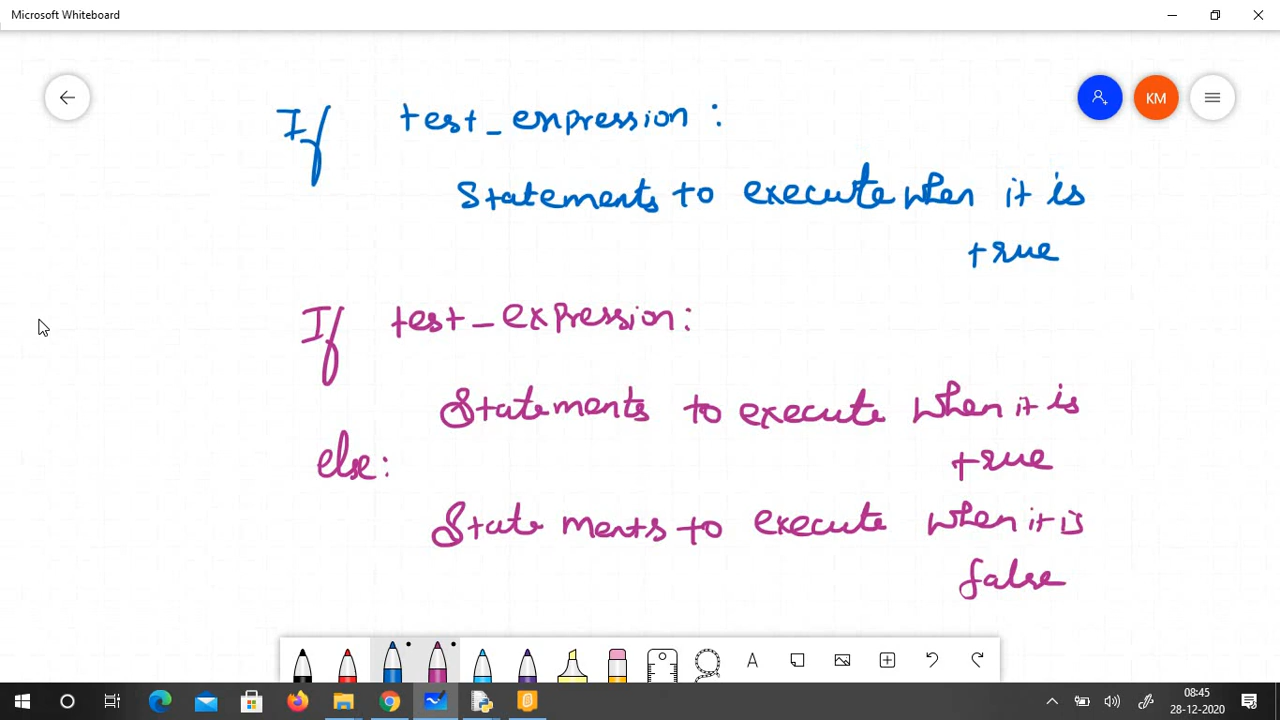 Microsoft Whiteboard
KM
If test_expression :
Statements to execute when it is
true
If test_expression:
Statements to execute when it is
true
else:
Statements to execute when it is
false
A
08:45
28-12-2020